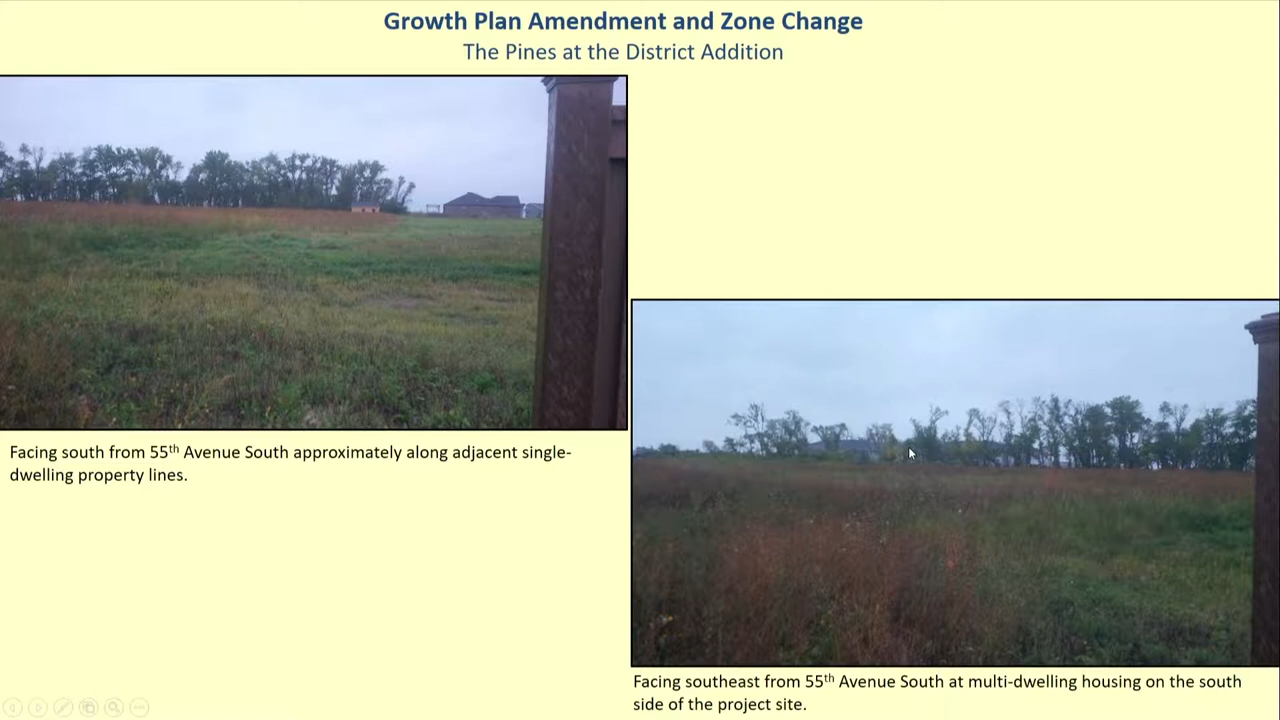 Growth Plan Amendment and Zone Change
The Pines at the District Addition
Facing south from 55th Avenue South approximately along adjacent single-
dwelling property lines.
Facing southeast from 55th Avenue South at multi-dwelling housing on the south
side of the project site.